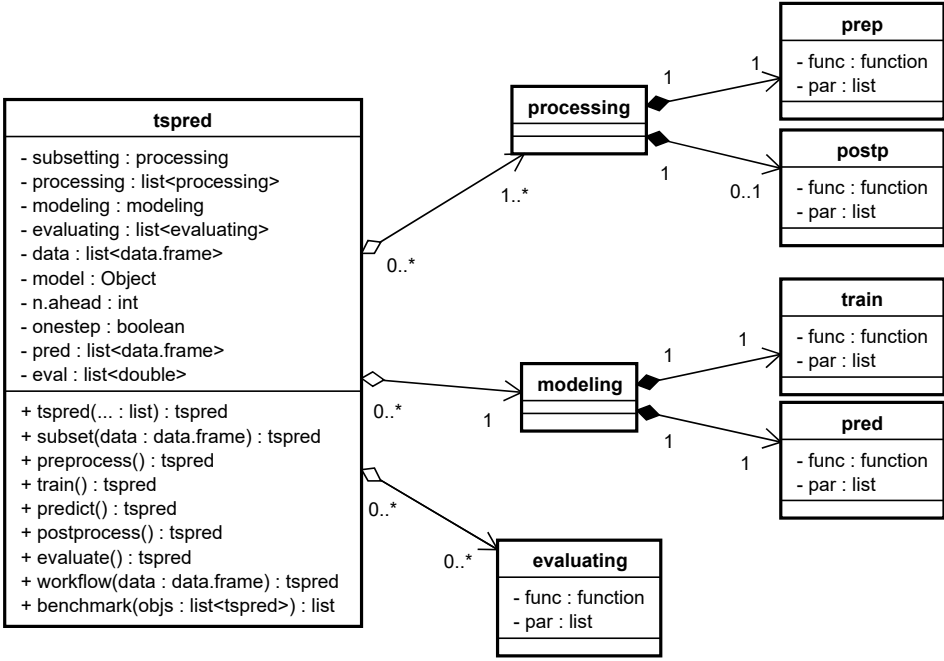 tspred
- subsetting : processing
- processing : list<processing>
- modeling : modeling
- evaluating : list<evaluating>
- data : list<data.frame>
- model : Object
- n.ahead : int
- onestep : boolean
- pred : list<data.frame>
- eval : list<double>
+ tspred(... : list) : tspred
+ subset(data : data.frame) : tspred
+ preprocess() : tspred
+ train() : tspred
+ predict() : tspred
+ postprocess() : tspred
+ evaluate() : tspred
+ workflow(data : data.frame) : tspred
+ benchmark(objs : list<tspred>) : list
0..*
1..*
0..*
1
0..*
0..*
processing
1
1
1
0..1
prep
- func : function
- par : list
postp
- func : function
- par : list
modeling
1
1
1
1
train
- func : function
- par : list
pred
- func : function
- par : list
evaluating
- func : function
- par : list